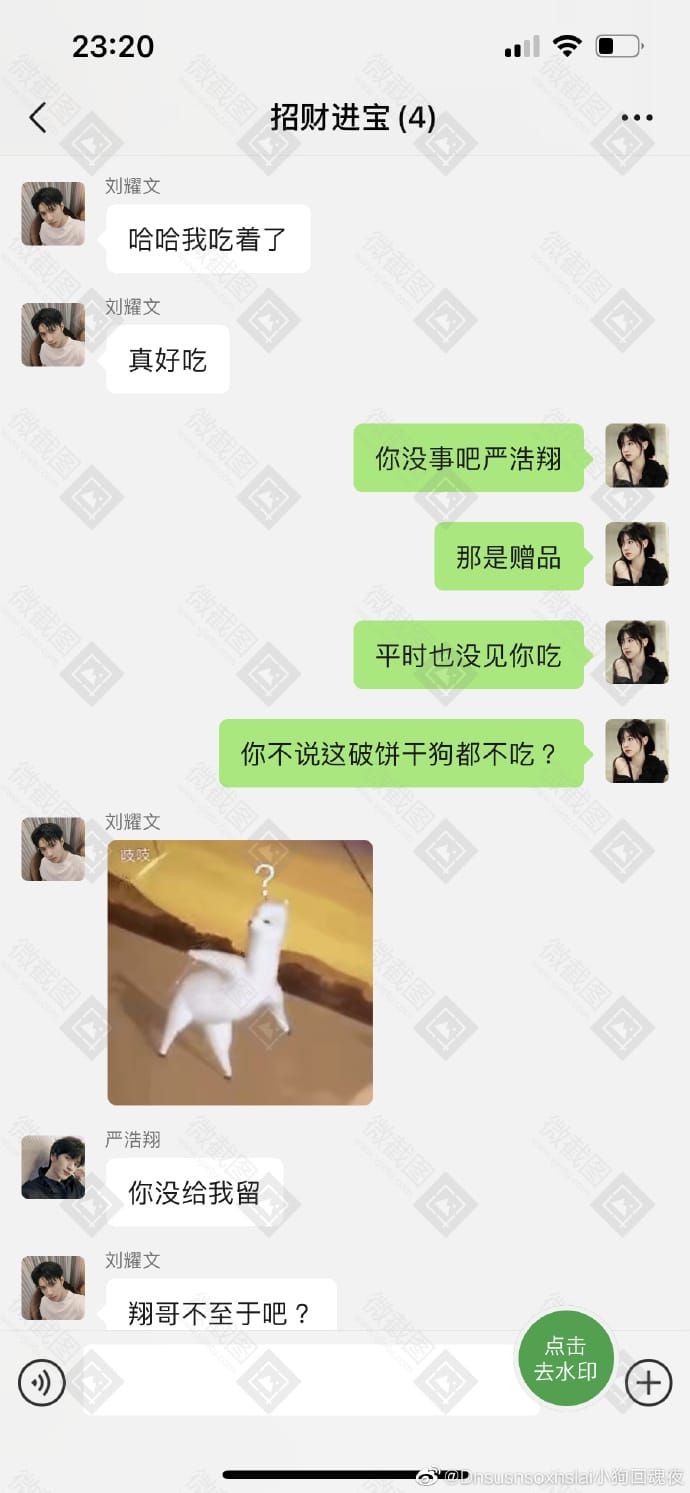 23:20
招财进宝 (4)
刘耀文
哈哈我吃着了
刘耀文
真好吃
你没事吧严浩翔
那是赠品
平时也没见你吃
你不说这破饼干狗都不吃？
刘耀文
吱吱
?
严浩翔
你没给我留
刘耀文
翔哥不至于吧？
点击
去水印
@Dnsusnsoxnslai小狗回魂夜
微截图